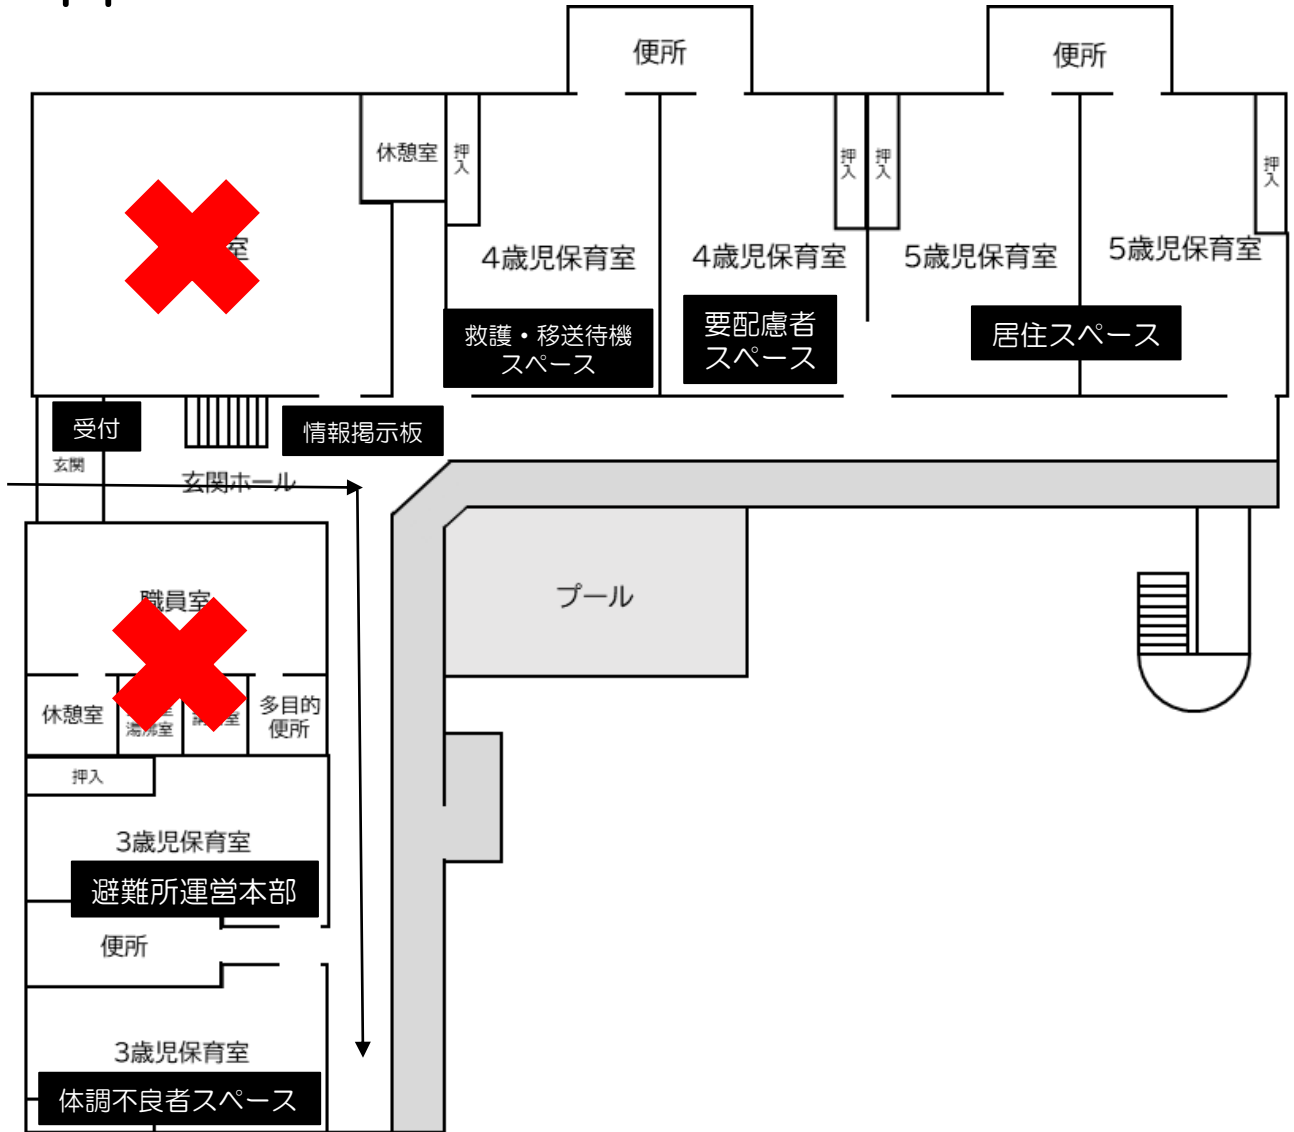 便所
便所
休憩室
押入
押入
押入
押入
室
4歳児保育室
4歳児保育室
5歳児保育室
5歳児保育室
救護・移送待機
スペース
要配慮者
スペース
居住スペース
受付
情報掲示板
玄関
玄関ホール
職員室
プール
休憩室
湯沸室
室
多目的
便所
押入
3歳児保育室
避難所運営本部
便所
3歳児保育室
体調不良者スペース